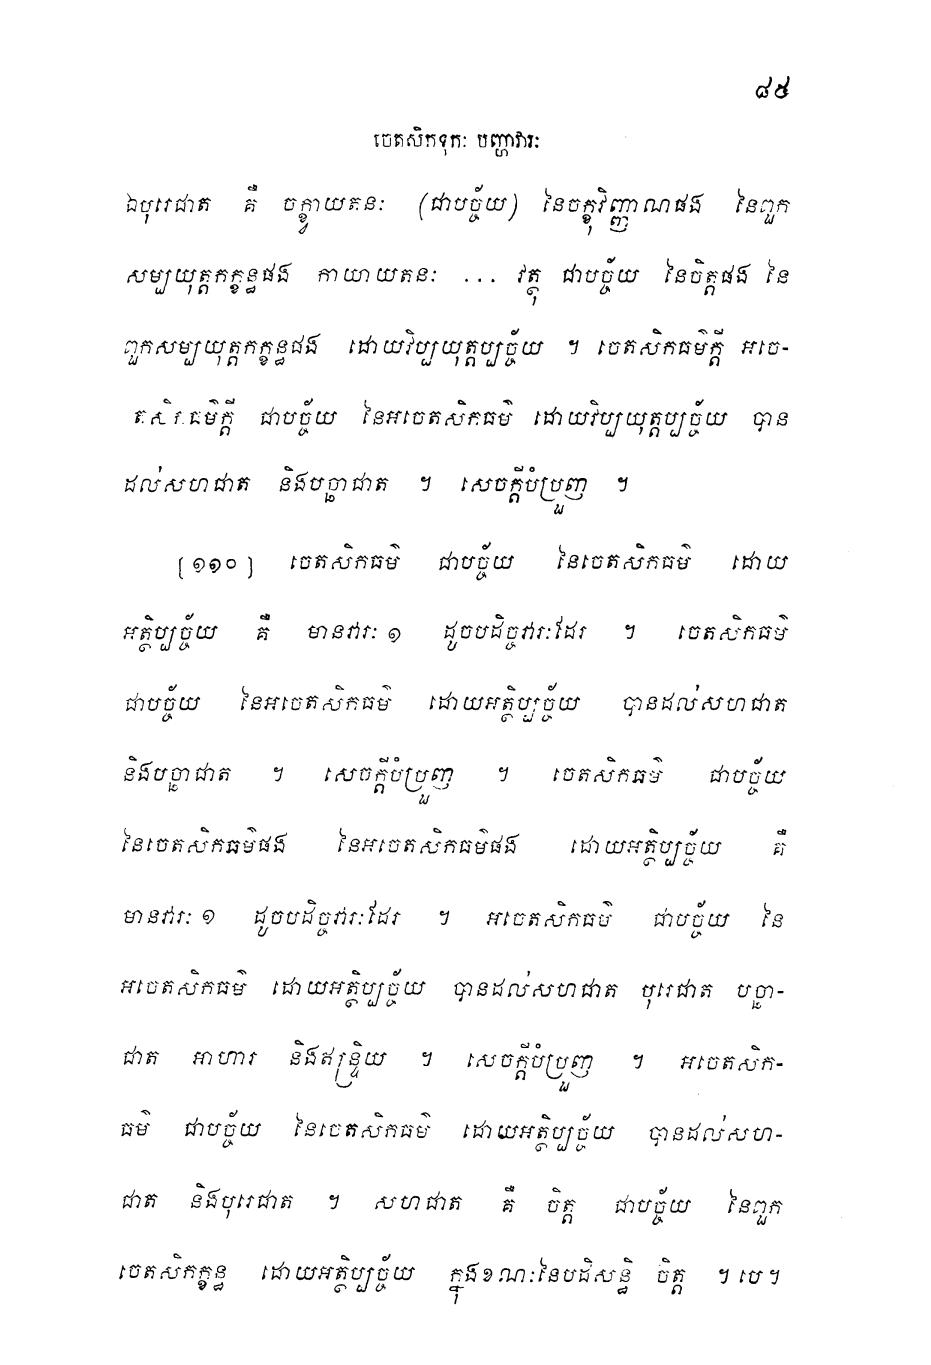 ៨៥
ចេតសិកទុកៈ បញ្ហាវារៈ
ឯបុរេជាត គឺ ចក្ខ្វាយតនៈ (ជាបច្ច័យ) នៃចក្ខុវិញ្ញាណផង នៃពួក
សម្បយុត្តកក្ខន្ធផង កាយាយតនៈ ... វត្ថុ ជាបច្ច័យ នៃចិត្តផង នៃ
ពួកសម្បយុត្តកក្ខន្ធផង ដោយវិប្បយុត្តប្បច្ច័យ ។ ចេតសិកធម៌ក្តី អចេ-
តសិកធម៌ក្តី ជាបច្ច័យ នៃអចេតសិកធម៌ ដោយវិប្បយុត្តប្បច្ច័យ បាន
ដល់សហជាត និងបច្ឆាជាត ។ សេចក្តីបំប្រួញ ។
[១១០] ចេតសិកធម៌ ជាបច្ច័យ នៃចេតសិកធម៌ ដោយ
អត្ថិប្បច្ច័យ គឺ មានវារៈ ១ ដូចបដិច្ចវារៈដែរ ។ ចេតសិកធម៌
ជាបច្ច័យ នៃអចេតសិកធម៌ ដោយអត្ថិប្បច្ច័យ បានដល់សហជាត
និងបច្ឆាជាត ។ សេចក្តីបំប្រួញ ។ ចេតសិកធម៌ ជាបច្ច័យ
នៃចេតសិកធម៌ផង នៃអចេតសិកធម៌ផង ដោយអត្ថិប្បច្ច័យ គឺ
មានវារៈ ១ ដូចបដិច្ចវារៈដែរ ។ អចេតសិកធម៌ ជាបច្ច័យ នៃ
អចេតសិកធម៌ ដោយអត្ថិប្បច្ច័យ បានដល់សហជាត បុរេជាត បច្ឆា-
ជាត អាហារ និងឥន្ទ្រិយ ។ សេចក្តីបំប្រួញ ។ អចេតសិក-
ធម៌ ជាបច្ច័យ នៃចេតសិកធម៌ ដោយអត្ថិប្បច្ច័យ បានដល់សហ-
ជាត និងបុរេជាត ។ សហជាត គឺ ចិត្ត ជាបច្ច័យ នៃពួក
ចេតសិកក្ខន្ធ ដោយអត្ថិប្បច្ច័យ ក្នុងខណៈនៃបដិសន្ធិ ចិត្ត ។ បេ ។